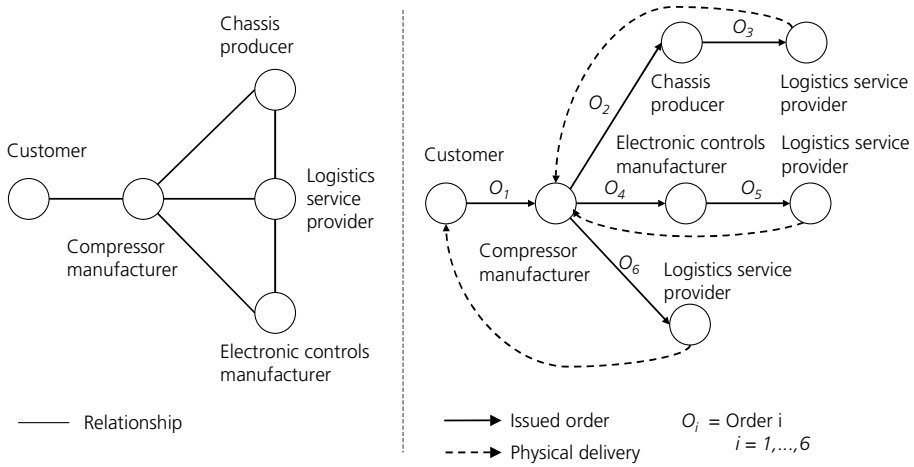 Chassis
producer
Customer
Logistics
service
provider
Compressor
manufacturer
Electronic controls
manufacturer
Relationship
O3
Chassis
producer
Logistics service
provider
O2
Customer
Electronic controls
manufacturer
Logistics service
provider
O1
O4
O5
Compressor
manufacturer
O6
Logistics service
provider
Issued order
Physical delivery
Oi = Order i
i = 1,...,6